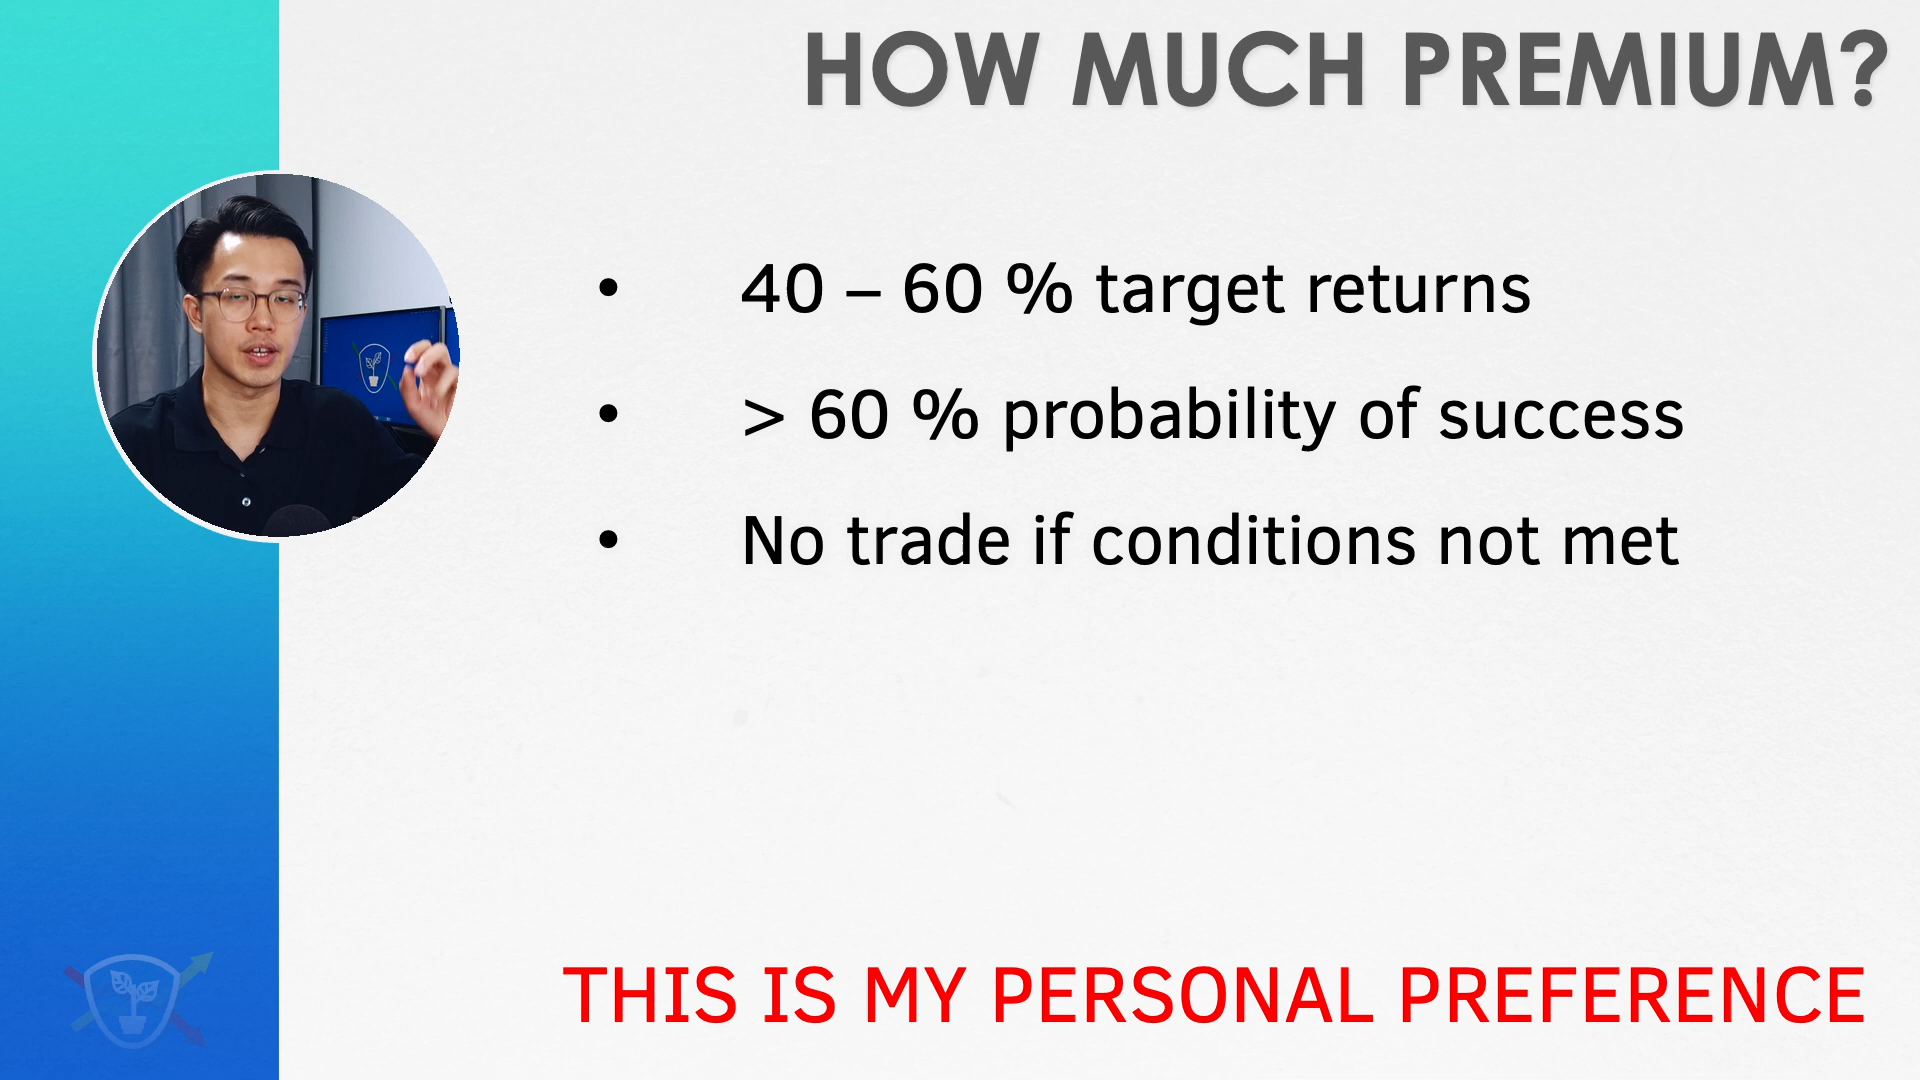 HOW MUCH PREMIUM?
• 40 – 60 % target returns
• > 60 % probability of success
• No trade if conditions not met
THIS IS MY PERSONAL PREFERENCE